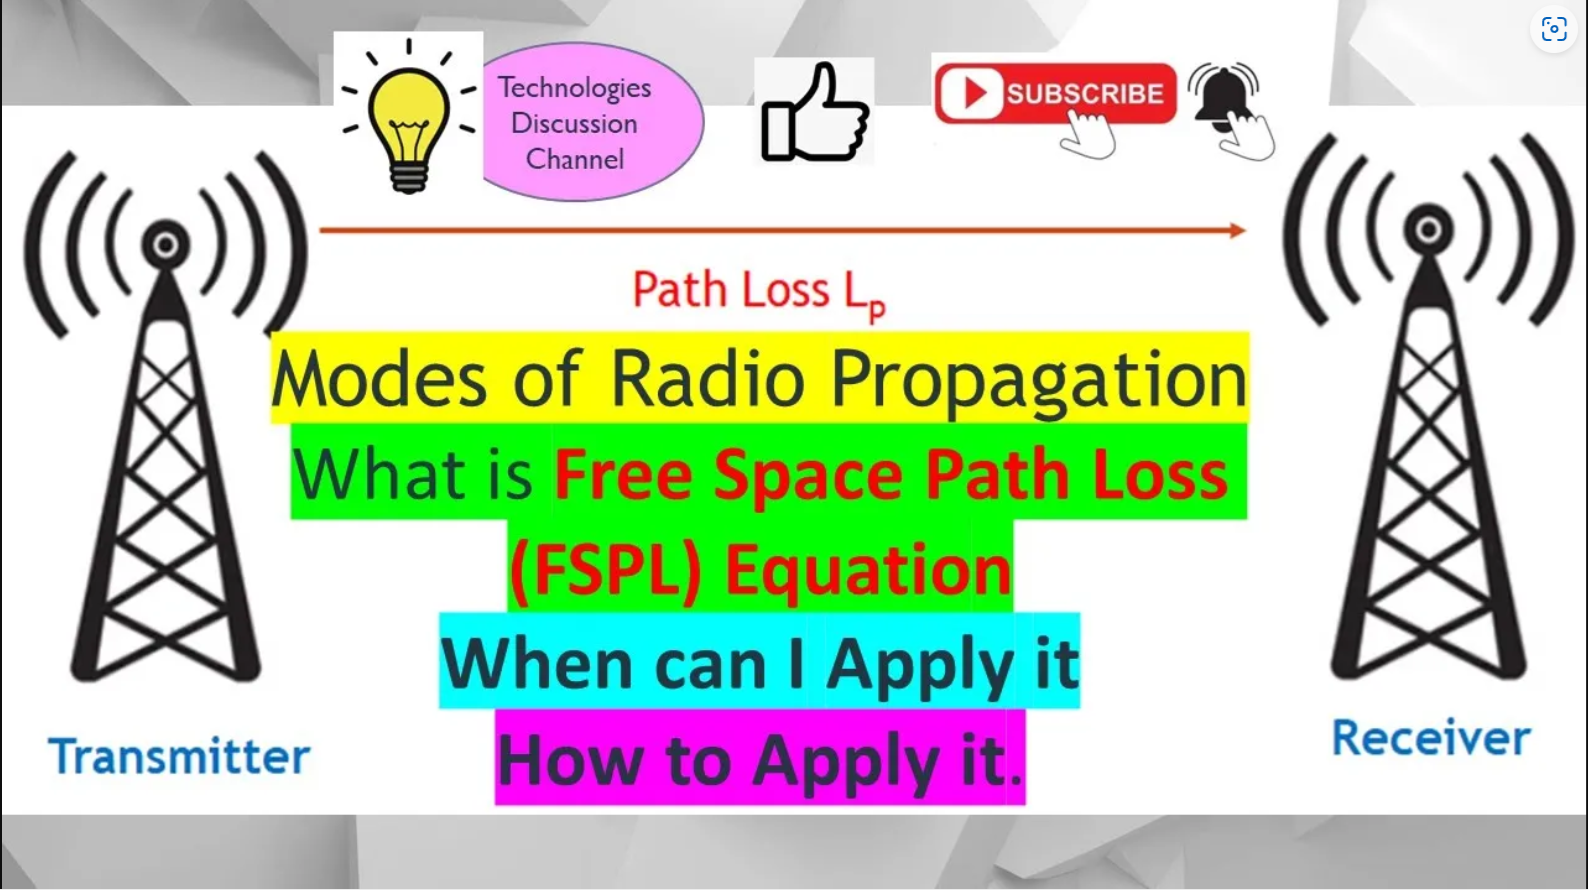 Technologies
Discussion
Channel
SUBSCRIBE
Path Loss Lp
Modes of Radio Propagation
What is Free Space Path Loss
(FSPL) Equation
When can I Apply it
How to Apply it.
Transmitter
Receiver